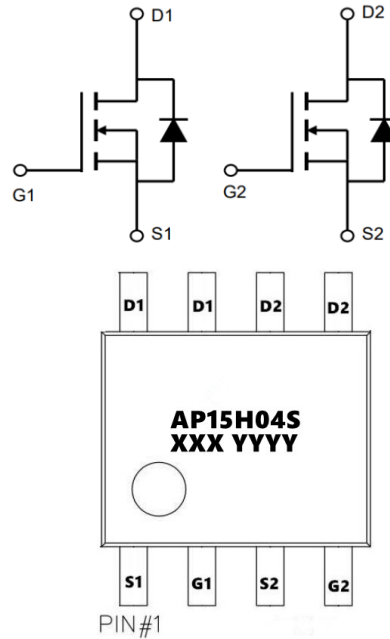 D1 D2
G1 G2
S1 S2
D1 D1 D2 D2
AP15H04S
XXX YYYY
S1 G1 S2 G2
PIN#1